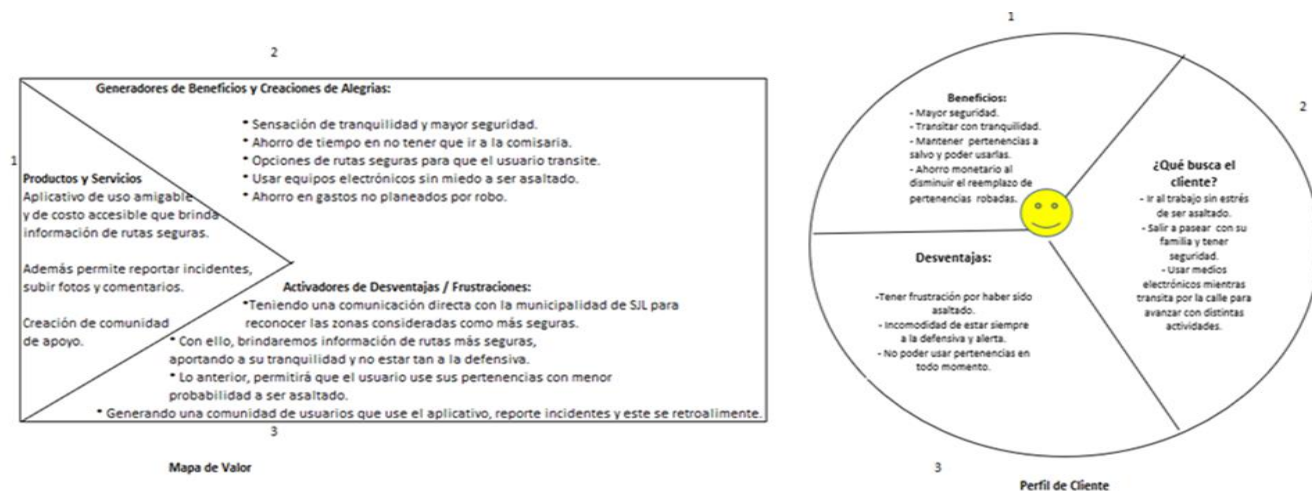 2
Generadores de Beneficios y Creaciones de Alegrias:
* Sensación de tranquilidad y mayor seguridad.
* Ahorro de tiempo en no tener que ir a la comisaria.
* Opciones de rutas seguras para que el usuario transite.
* Usar equipos electrónicos sin miedo a ser asaltado.
* Ahorro en gastos no planeados por robo.
1
Productos y Servicios
Aplicativo de uso amigable
y de costo accesible que brinda
información de rutas seguras.
Además permite reportar incidentes,
subir fotos y comentarios.
Creación de comunidad
de apoyo.
Activadores de Desventajas / Frustraciones:
*Teniendo una comunicación directa con la municipalidad de SJL para
reconocer las zonas consideradas como más seguras.
* Con ello, brindaremos información de rutas más seguras,
aportando a su tranquilidad y no estar tan a la defensiva.
* Lo anterior, permitirá que el usuario use sus pertenencias con menor
probabilidad a ser asaltado.
* Generando una comunidad de usuarios que use el aplicativo, reporte incidentes y este se retroalimente.
3
Mapa de Valor
1
Beneficios:
- Mayor seguridad.
- Transitar con tranquilidad.
- Mantener pertenencias a
salvo y poder usarlas.
- Ahorro monetario al
disminuir el reemplazo de
pertenencias robadas.
2
¿Qué busca el
cliente?
- Ir al trabajo sin estrés
de ser asaltado.
- Salir a pasear con su
familia y tener
seguridad.
- Usar medios
electrónicos mientras
transita por la calle para
avanzar con distintas
actividades.
Desventajas:
-Tener frustración por haber sido
asaltado.
- Incomodidad de estar siempre
a la defensiva y alerta.
- No poder usar pertenencias en
todo momento.
3
Perfil de Cliente